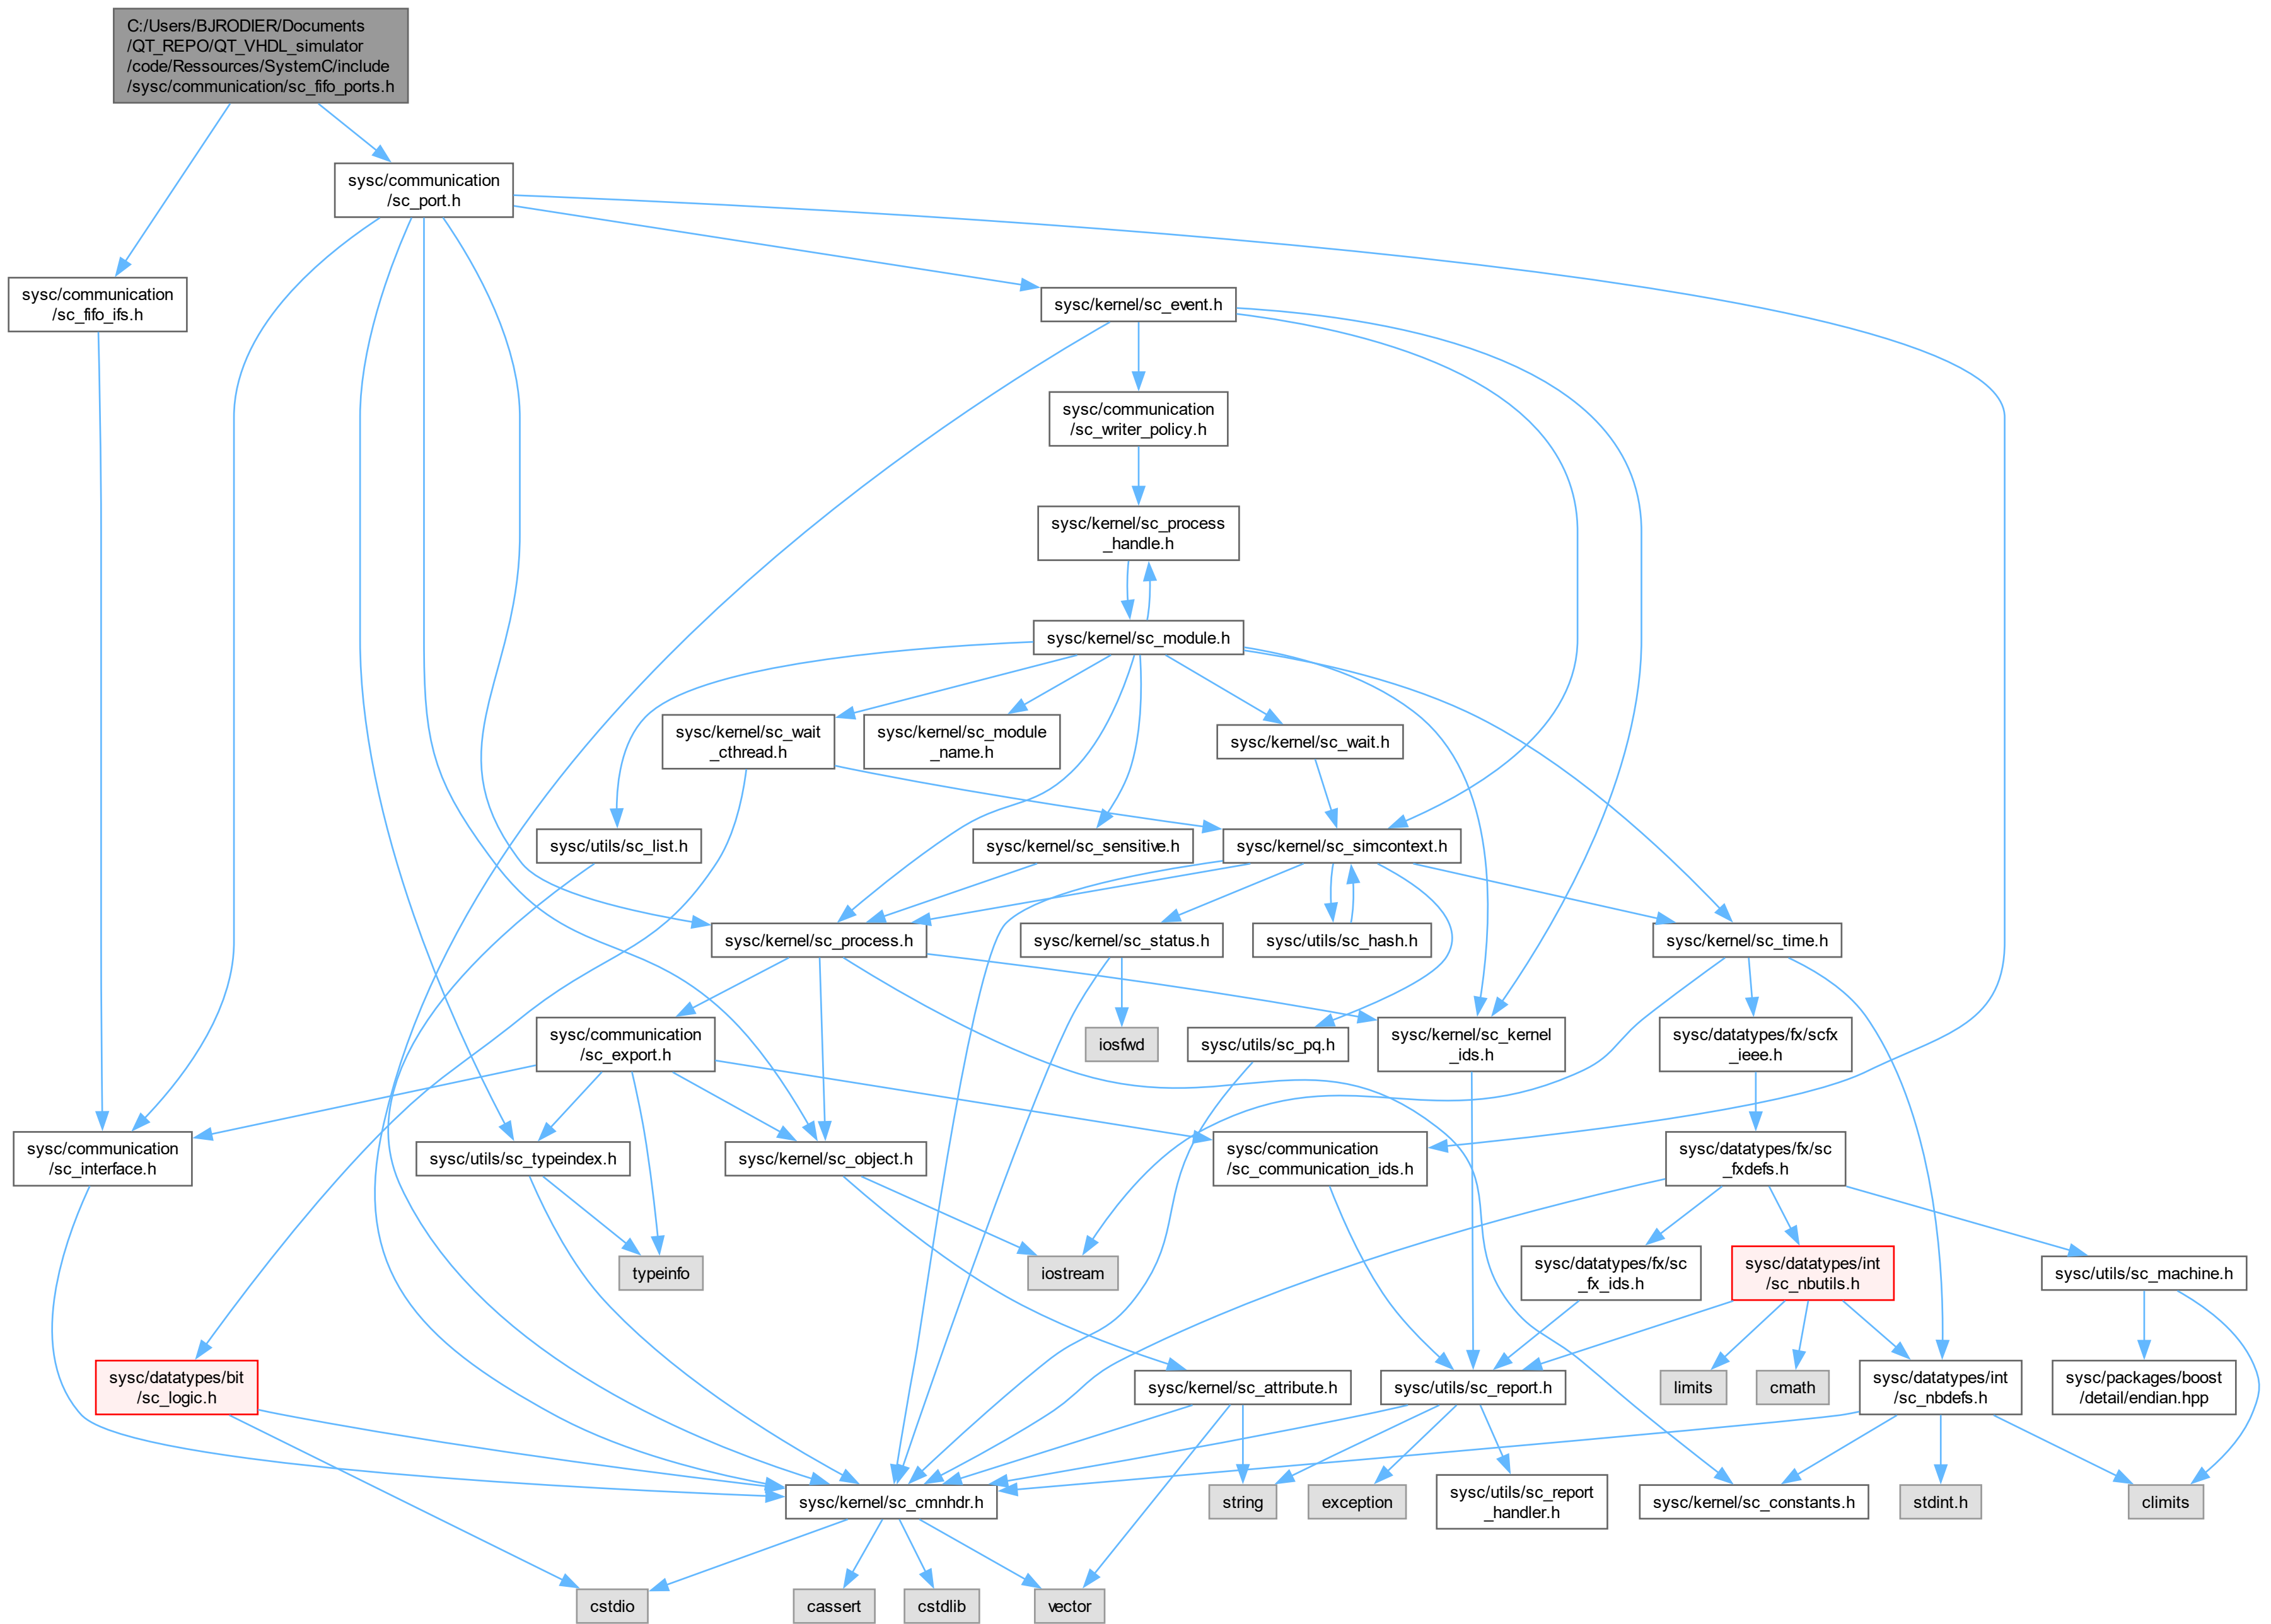 C:/Users/BJRODIER/Documents
/QT_REPO/QT_VHDL_simulator
/code/Ressources/SystemC/include
/sysc/communication/sc_fifo_ports.h
sysc/communication
/sc_port.h
sysc/communication
/sc_fifo_ifs.h
sysc/kernel/sc_event.h
sysc/communication
/sc_writer_policy.h
sysc/kernel/sc_process
_handle.h
sysc/kernel/sc_module.h
sysc/kernel/sc_wait
_cthread.h
sysc/kernel/sc_module
_name.h
sysc/kernel/sc_wait.h
sysc/utils/sc_list.h
sysc/kernel/sc_sensitive.h
sysc/kernel/sc_simcontext.h
sysc/kernel/sc_process.h
sysc/kernel/sc_status.h
sysc/utils/sc_hash.h
sysc/kernel/sc_time.h
sysc/communication
/sc_export.h
iosfwd
sysc/utils/sc_pq.h
sysc/kernel/sc_kernel
_ids.h
sysc/datatypes/fx/scfx
_ieee.h
sysc/communication
/sc_interface.h
sysc/utils/sc_typeindex.h
sysc/kernel/sc_object.h
sysc/communication
/sc_communication_ids.h
sysc/datatypes/fx/sc
_fxdefs.h
typeinfo
iostream
sysc/datatypes/fx/sc
_fx_ids.h
sysc/datatypes/int
/sc_nbutils.h
sysc/utils/sc_machine.h
sysc/datatypes/bit
/sc_logic.h
sysc/kernel/sc_attribute.h
sysc/utils/sc_report.h
limits
cmath
sysc/datatypes/int
/sc_nbdefs.h
sysc/packages/boost
/detail/endian.hpp
sysc/kernel/sc_cmnhdr.h
string
exception
sysc/utils/sc_report
_handler.h
sysc/kernel/sc_constants.h
stdint.h
climits
cstdio
cassert
cstdlib
vector